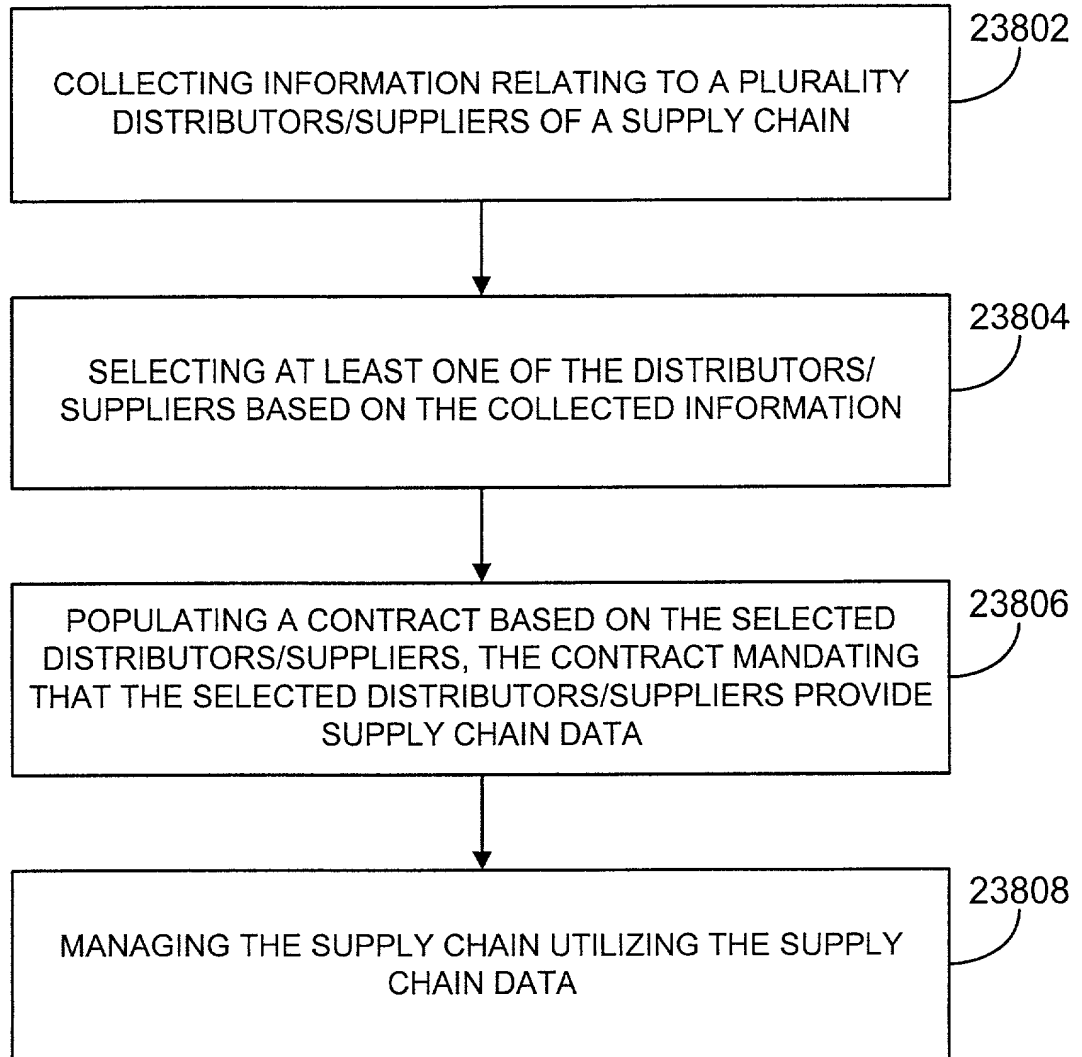 23802
COLLECTING INFORMATION RELATING TO A PLURALITY
DISTRIBUTORS/SUPPLIERS OF A SUPPLY CHAIN
23804
SELECTING AT LEAST ONE OF THE DISTRIBUTORS/
SUPPLIERS BASED ON THE COLLECTED INFORMATION
23806
POPULATING A CONTRACT BASED ON THE SELECTED
DISTRIBUTORS/SUPPLIERS, THE CONTRACT MANDATING
THAT THE SELECTED DISTRIBUTORS/SUPPLIERS PROVIDE
SUPPLY CHAIN DATA
23808
MANAGING THE SUPPLY CHAIN UTILIZING THE SUPPLY
CHAIN DATA